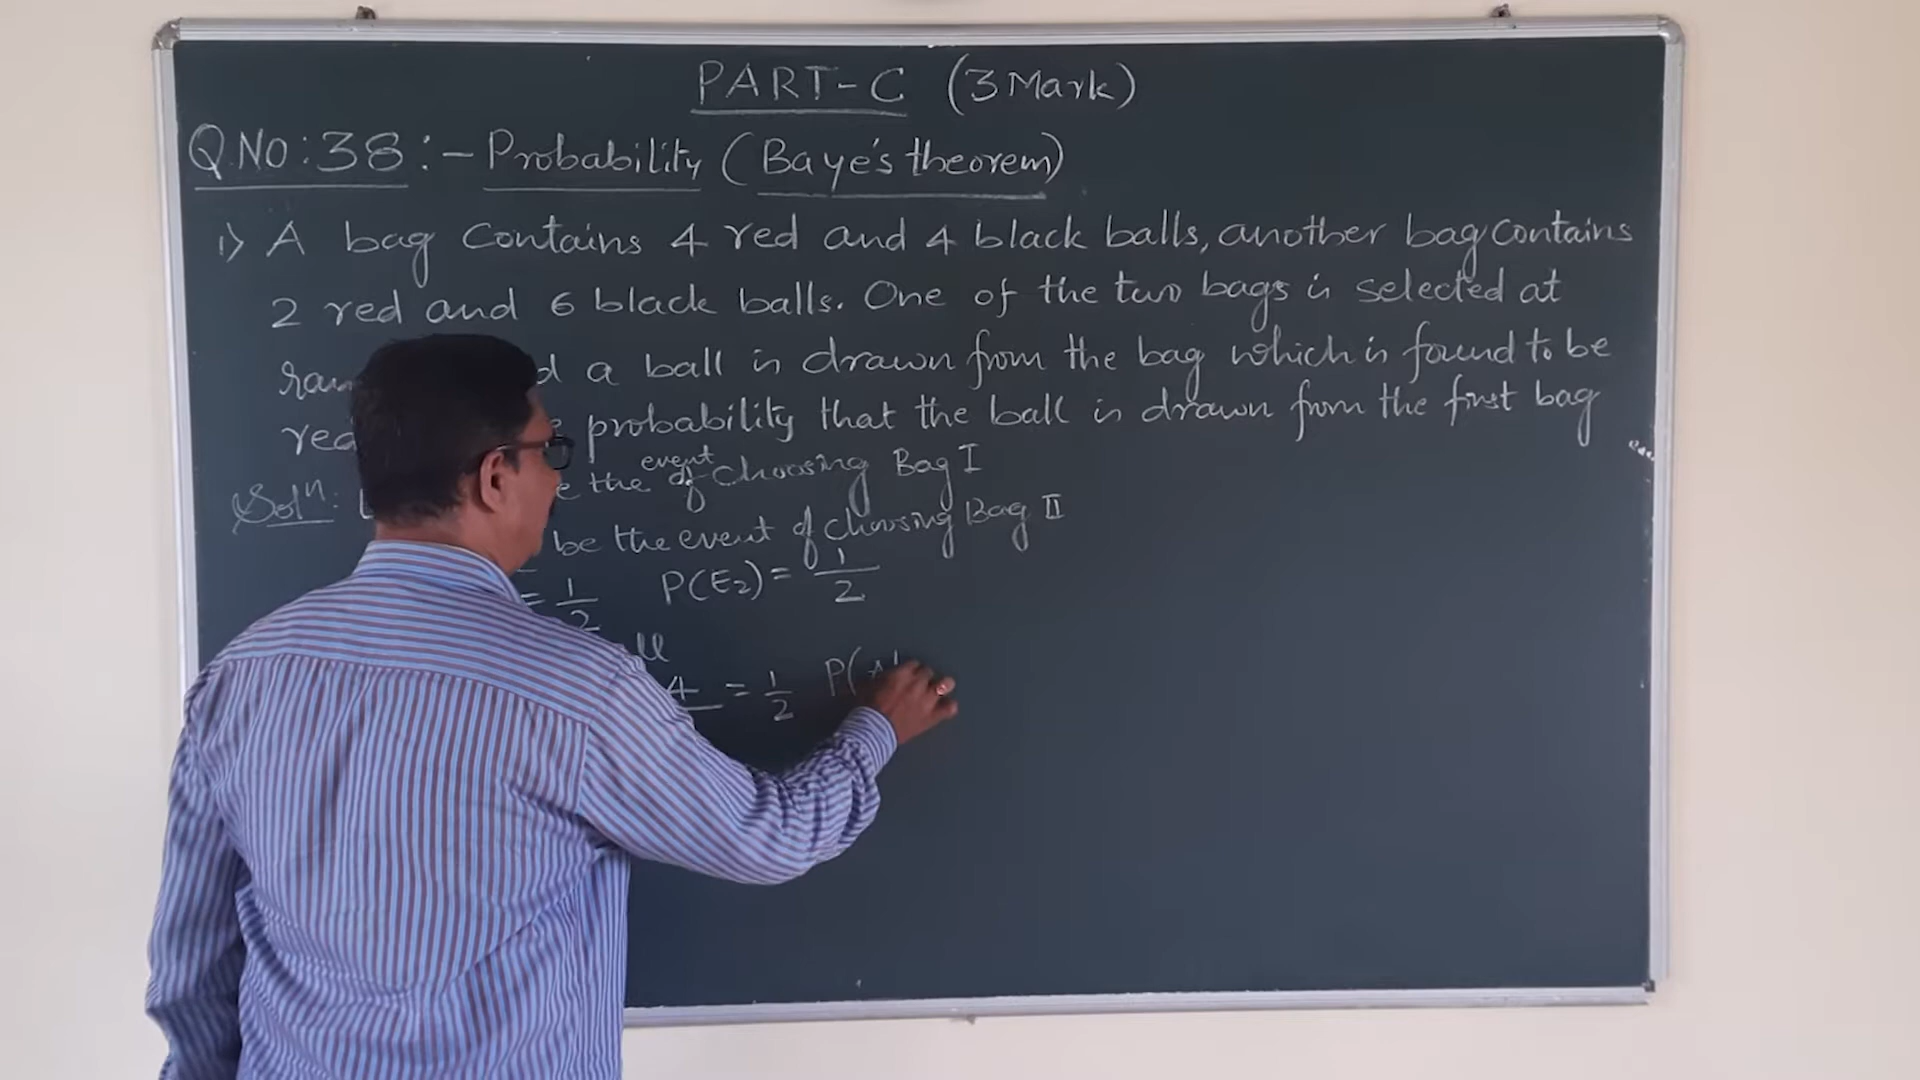 PART-C (3 Mark)
Q.NO:38:- Probability (Baye's theorem)
1) A bag contains 4 red and 4 black balls, another bag contains
2 red and 6 black balls. One of the two bags is selected at
a ball is drawn from the bag which is found to be
probability that the ball is drawn from the first bag
Solⁿ: the event of choosing Bag I
be the event of choosing Bag II
= 1/2 P(E₂) = 1/2
4 = 1/2 P(A|